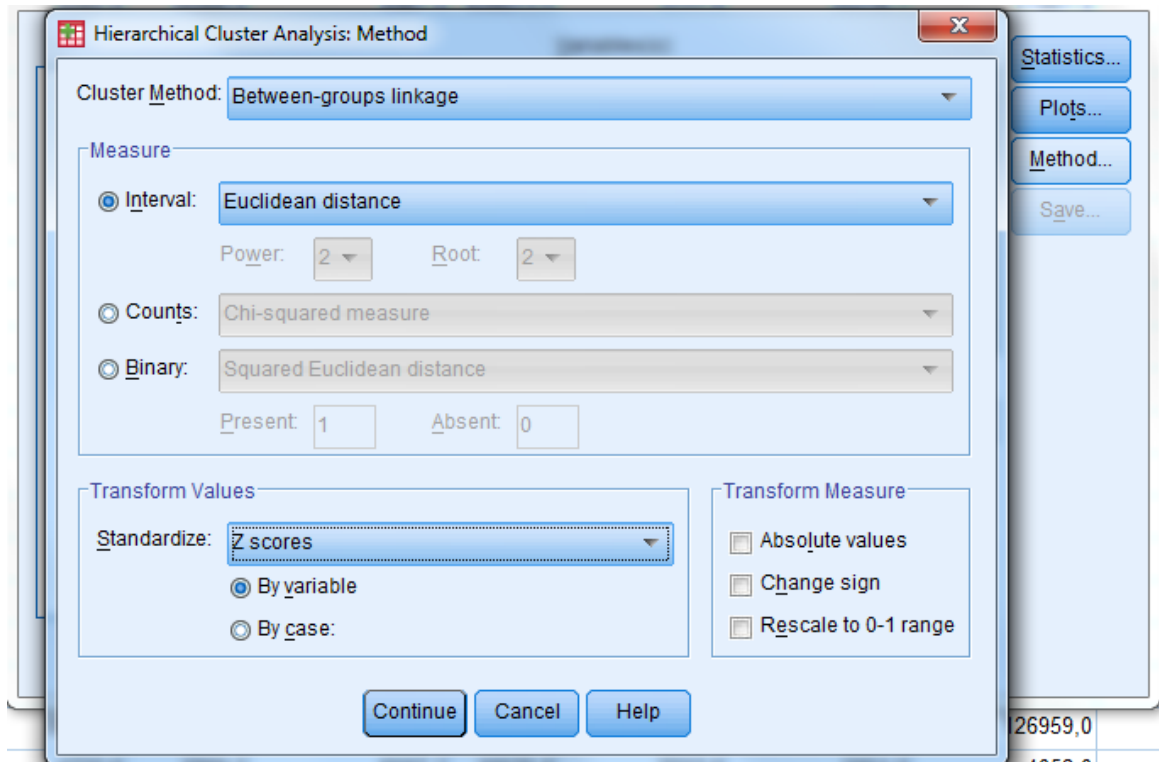 Hierarchical Cluster Analysis: Method
Statistics...
Plots...
Method...
Save...
Cluster Method: Between-groups linkage
Measure
Interval: Euclidean distance
Power: 2 Root: 2
Counts: Chi-squared measure
Binary: Squared Euclidean distance
Present: 1 Absent: 0
Transform Values
Standardize: Z scores
By variable
By case:
Transform Measure
Absolute values
Change sign
Rescale to 0-1 range
Continue Cancel Help
126959,0